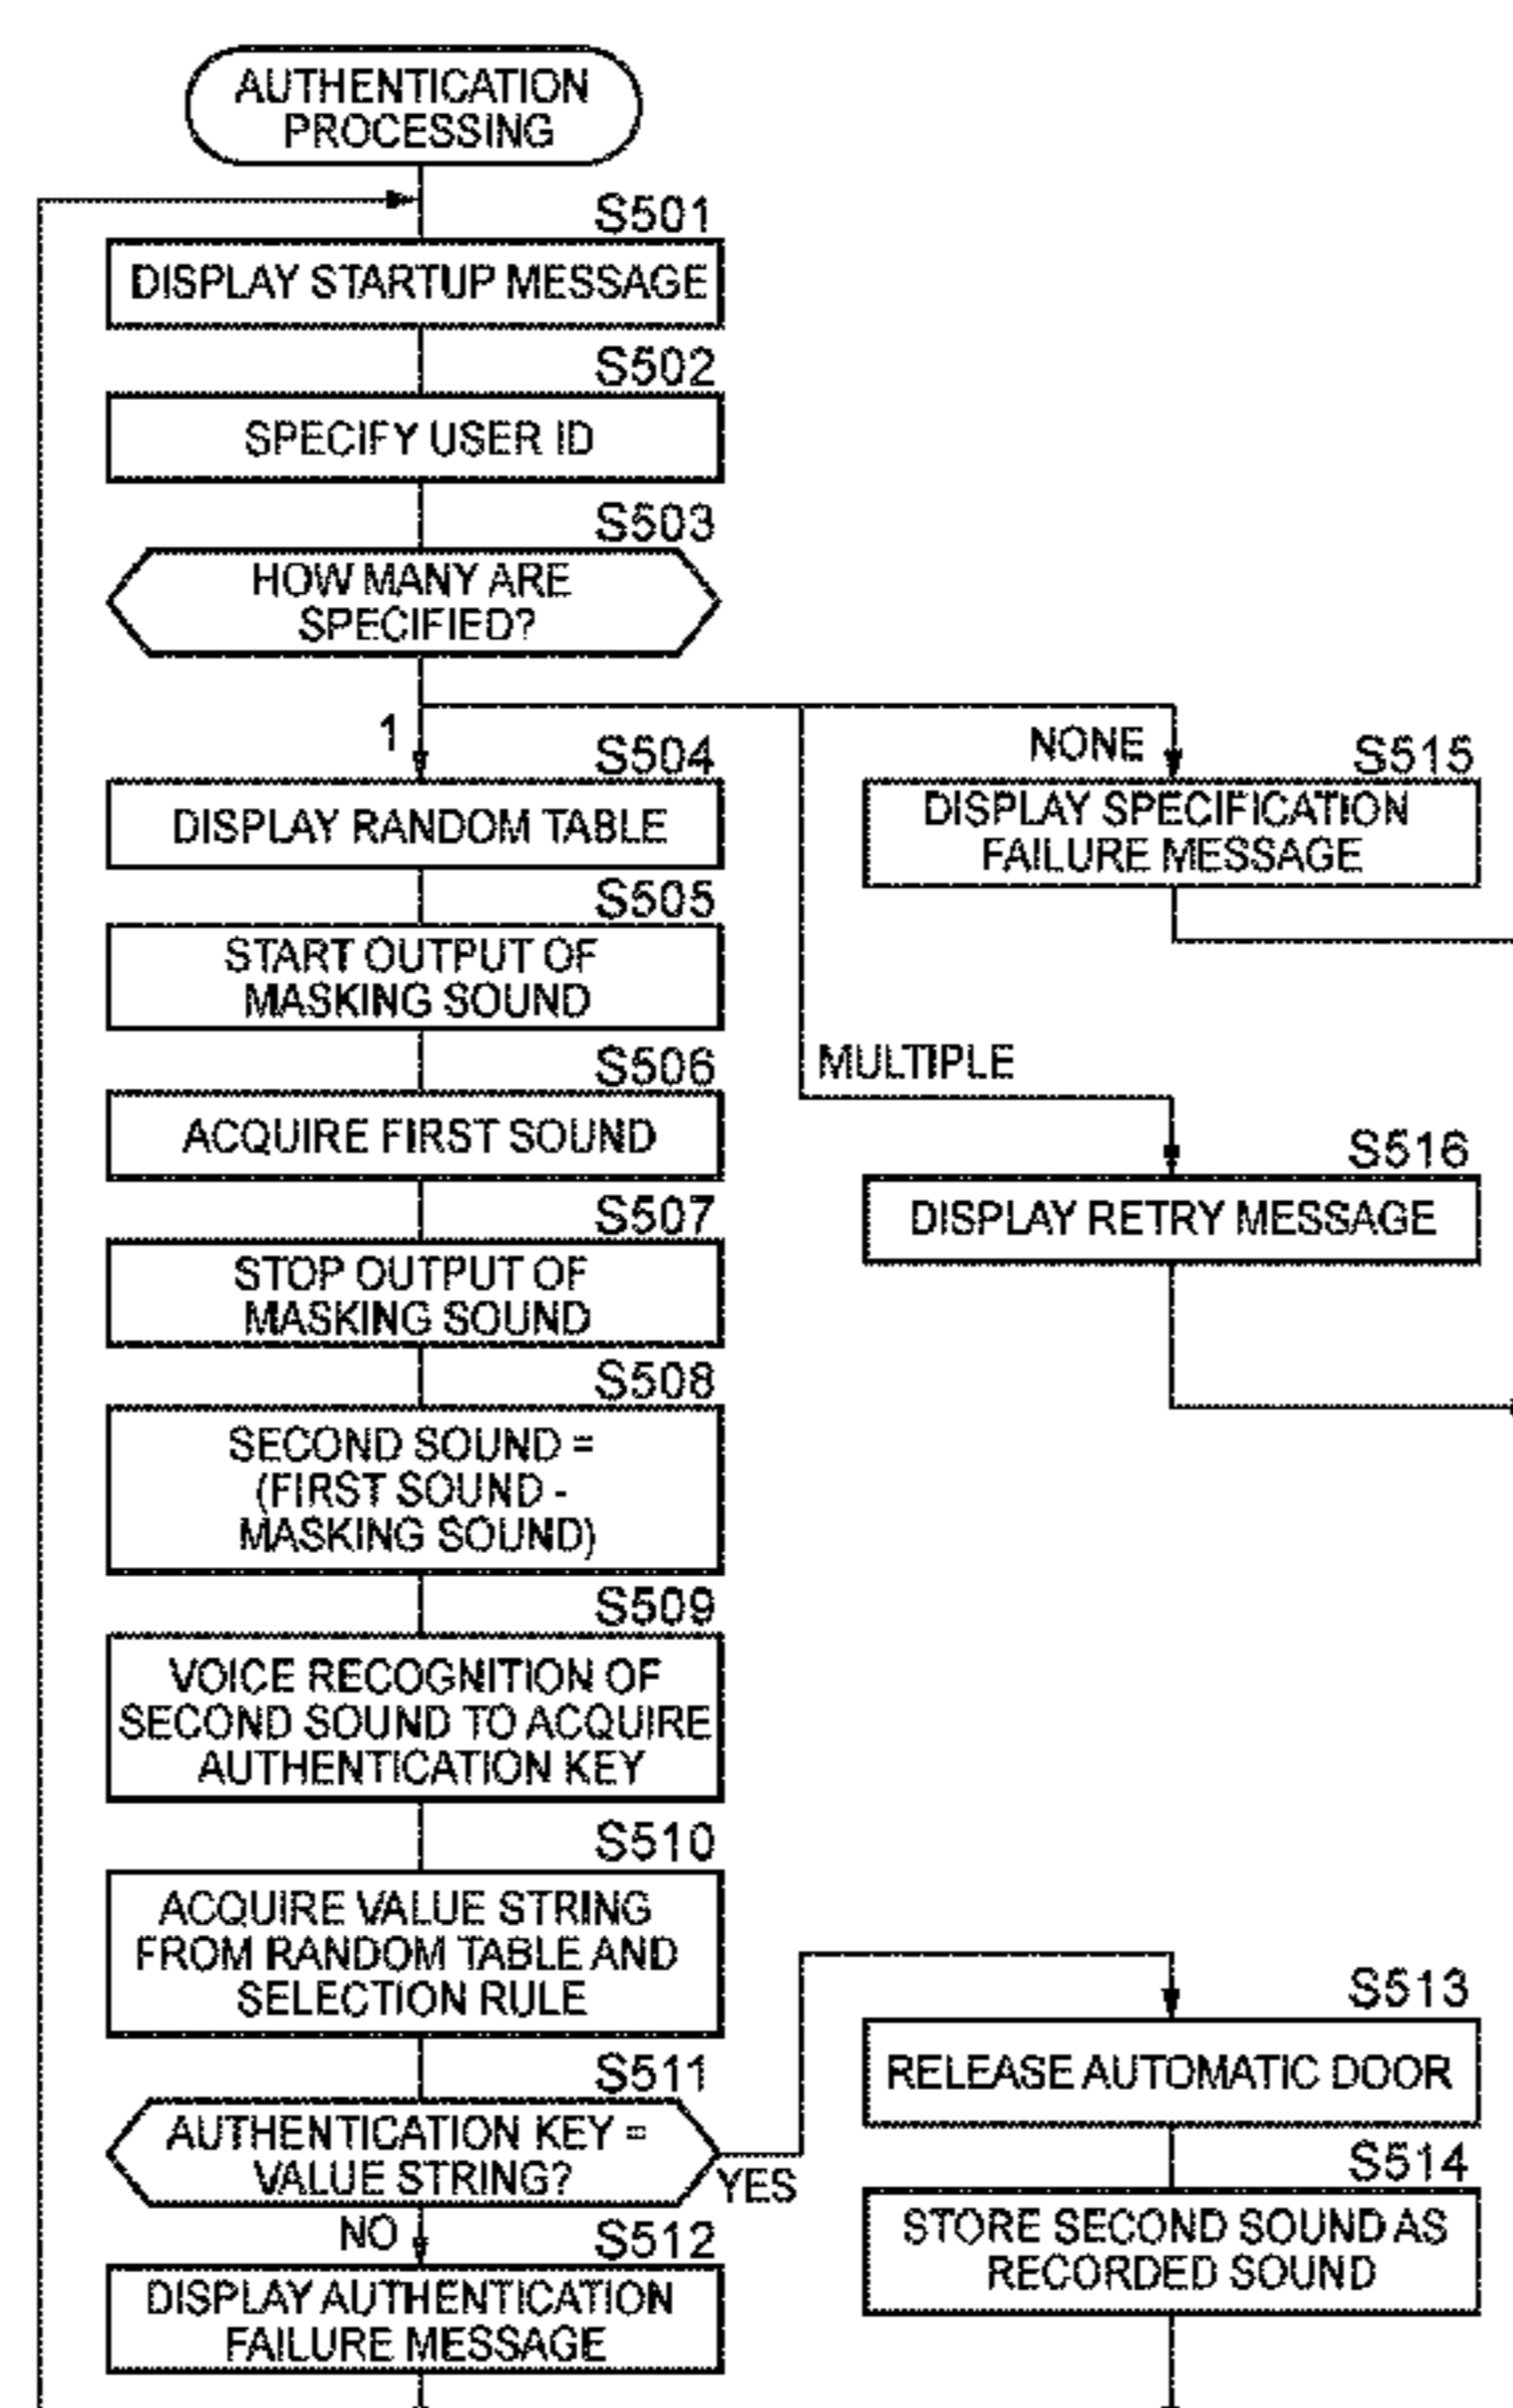 AUTHENTICATION
PROCESSING
S501
DISPLAY STARTUP MESSAGE
S502
SPECIFY USER ID
S503
HOW MANY ARE
SPECIFIED?
1
S504
DISPLAY RANDOM TABLE
S505
START OUTPUT OF
MASKING SOUND
S506
ACQUIRE FIRST SOUND
S507
STOP OUTPUT OF
MASKING SOUND
S508
SECOND SOUND =
(FIRST SOUND -
MASKING SOUND)
S509
VOICE RECOGNITION OF
SECOND SOUND TO ACQUIRE
AUTHENTICATION KEY
S510
ACQUIRE VALUE STRING
FROM RANDOM TABLE AND
SELECTION RULE
S511
AUTHENTICATION KEY =
VALUE STRING?
YES
NO
S512
DISPLAY AUTHENTICATION
FAILURE MESSAGE
NONE
S515
DISPLAY SPECIFICATION
FAILURE MESSAGE
MULTIPLE
S516
DISPLAY RETRY MESSAGE
S513
RELEASE AUTOMATIC DOOR
S514
STORE SECOND SOUND AS
RECORDED SOUND